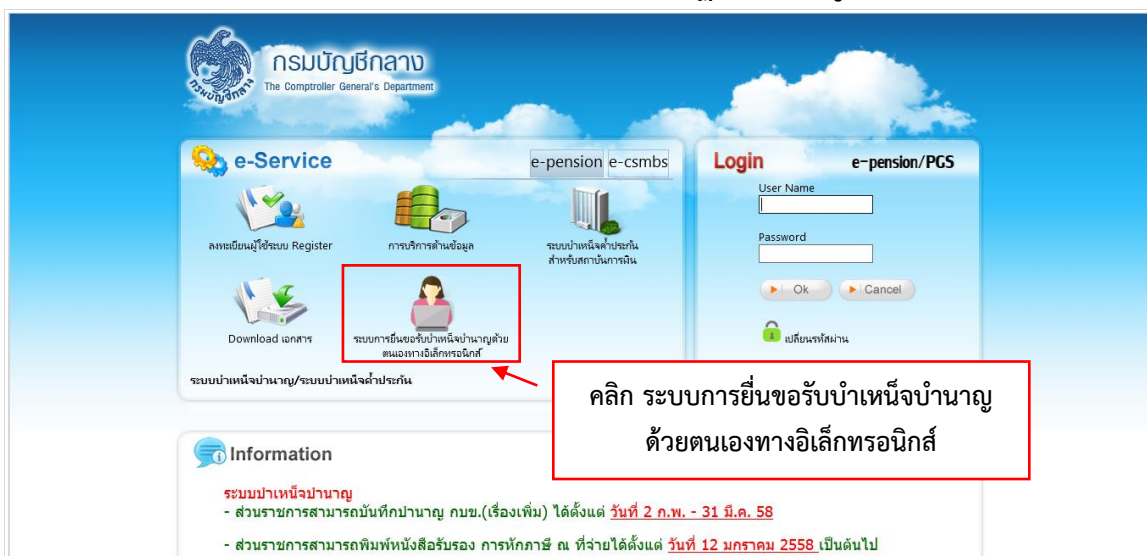 กรมบัญชีกลาง
The Comptroller General's Department
กรมบัญชีกลาง
e-Service
e-pension e-csmbs
ลงทะเบียนผู้ใช้ระบบ Register
การบริการด้านข้อมูล
ระบบบำเหน็จค้ำประกัน
สำหรับสถาบันการเงิน
Download เอกสาร
ระบบการยื่นขอรับบำเหน็จบำนาญด้วย
ตนเองทางอิเล็กทรอนิกส์
ระบบบำเหน็จบำนาญ/ระบบบำเหน็จค้ำประกัน
Login
e-pension/PGS
User Name
Password
Ok
Cancel
เปลี่ยนรหัสผ่าน
คลิก ระบบการยื่นขอรับบำเหน็จบำนาญ
ด้วยตนเองทางอิเล็กทรอนิกส์
Information
ระบบบำเหน็จบำนาญ
- ส่วนราชการสามารถบันทึกบำนาญ กบข.(เรื่องเพิ่ม) ได้ตั้งแต่ วันที่ 2 ก.พ. - 31 มี.ค. 58
- ส่วนราชการสามารถพิมพ์หนังสือรับรอง การหักภาษี ณ ที่จ่ายได้ตั้งแต่ วันที่ 12 มกราคม 2558 เป็นต้นไป